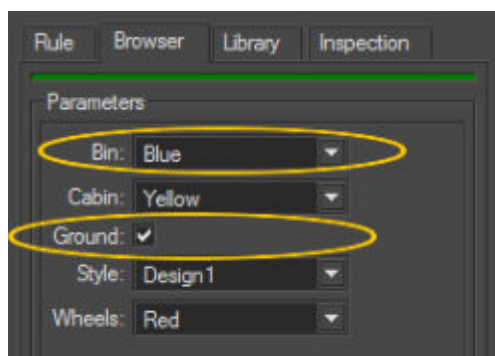 Rule Browser Library Inspection
Parameters
Bin: Blue
Cabin: Yellow
Ground:
Style: Design1
Wheels: Red